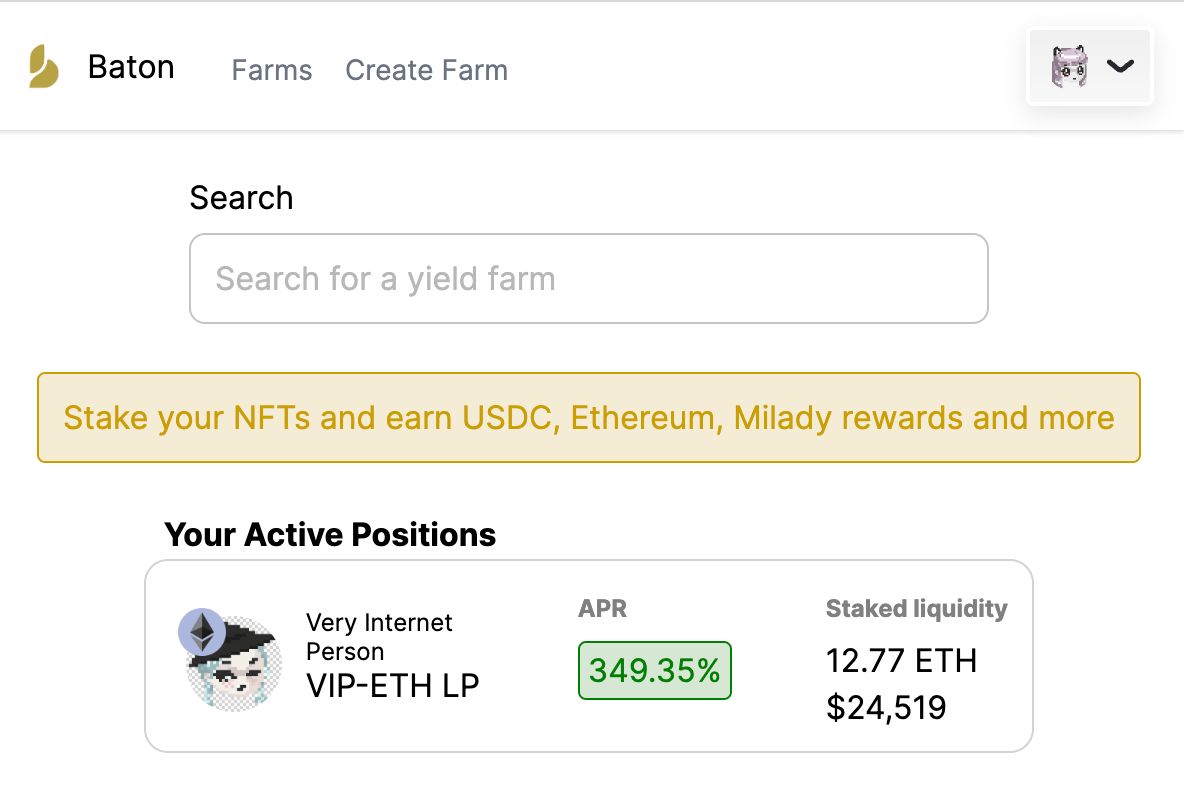 Baton
Farms
Create Farm
Search
Search for a yield farm
Stake your NFTs and earn USDC, Ethereum, Milady rewards and more
Your Active Positions
Very Internet
Person
VIP-ETH LP
APR
349.35%
Staked liquidity
12.77 ETH
$24,519